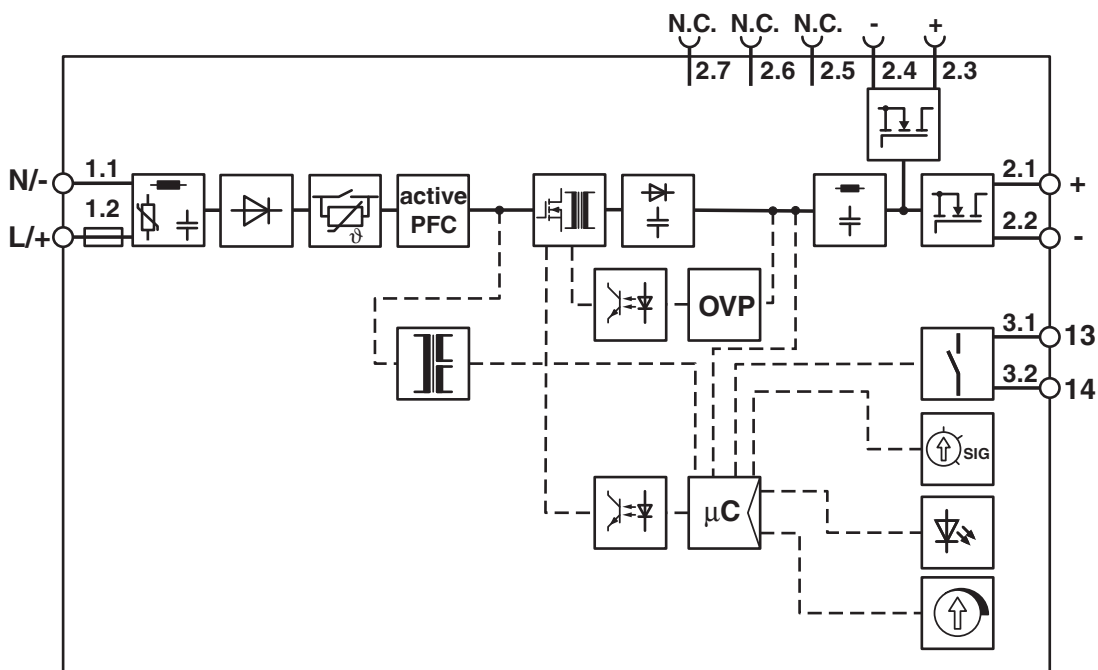 N.C. N.C. N.C. - +
2.7 2.6 2.5 2.4 2.3
N/- 1.1
L/+ 1.2
ϑ
active
PFC
2.1 +
2.2 -
OVP
3.1 13
3.2 14
SIG
µC